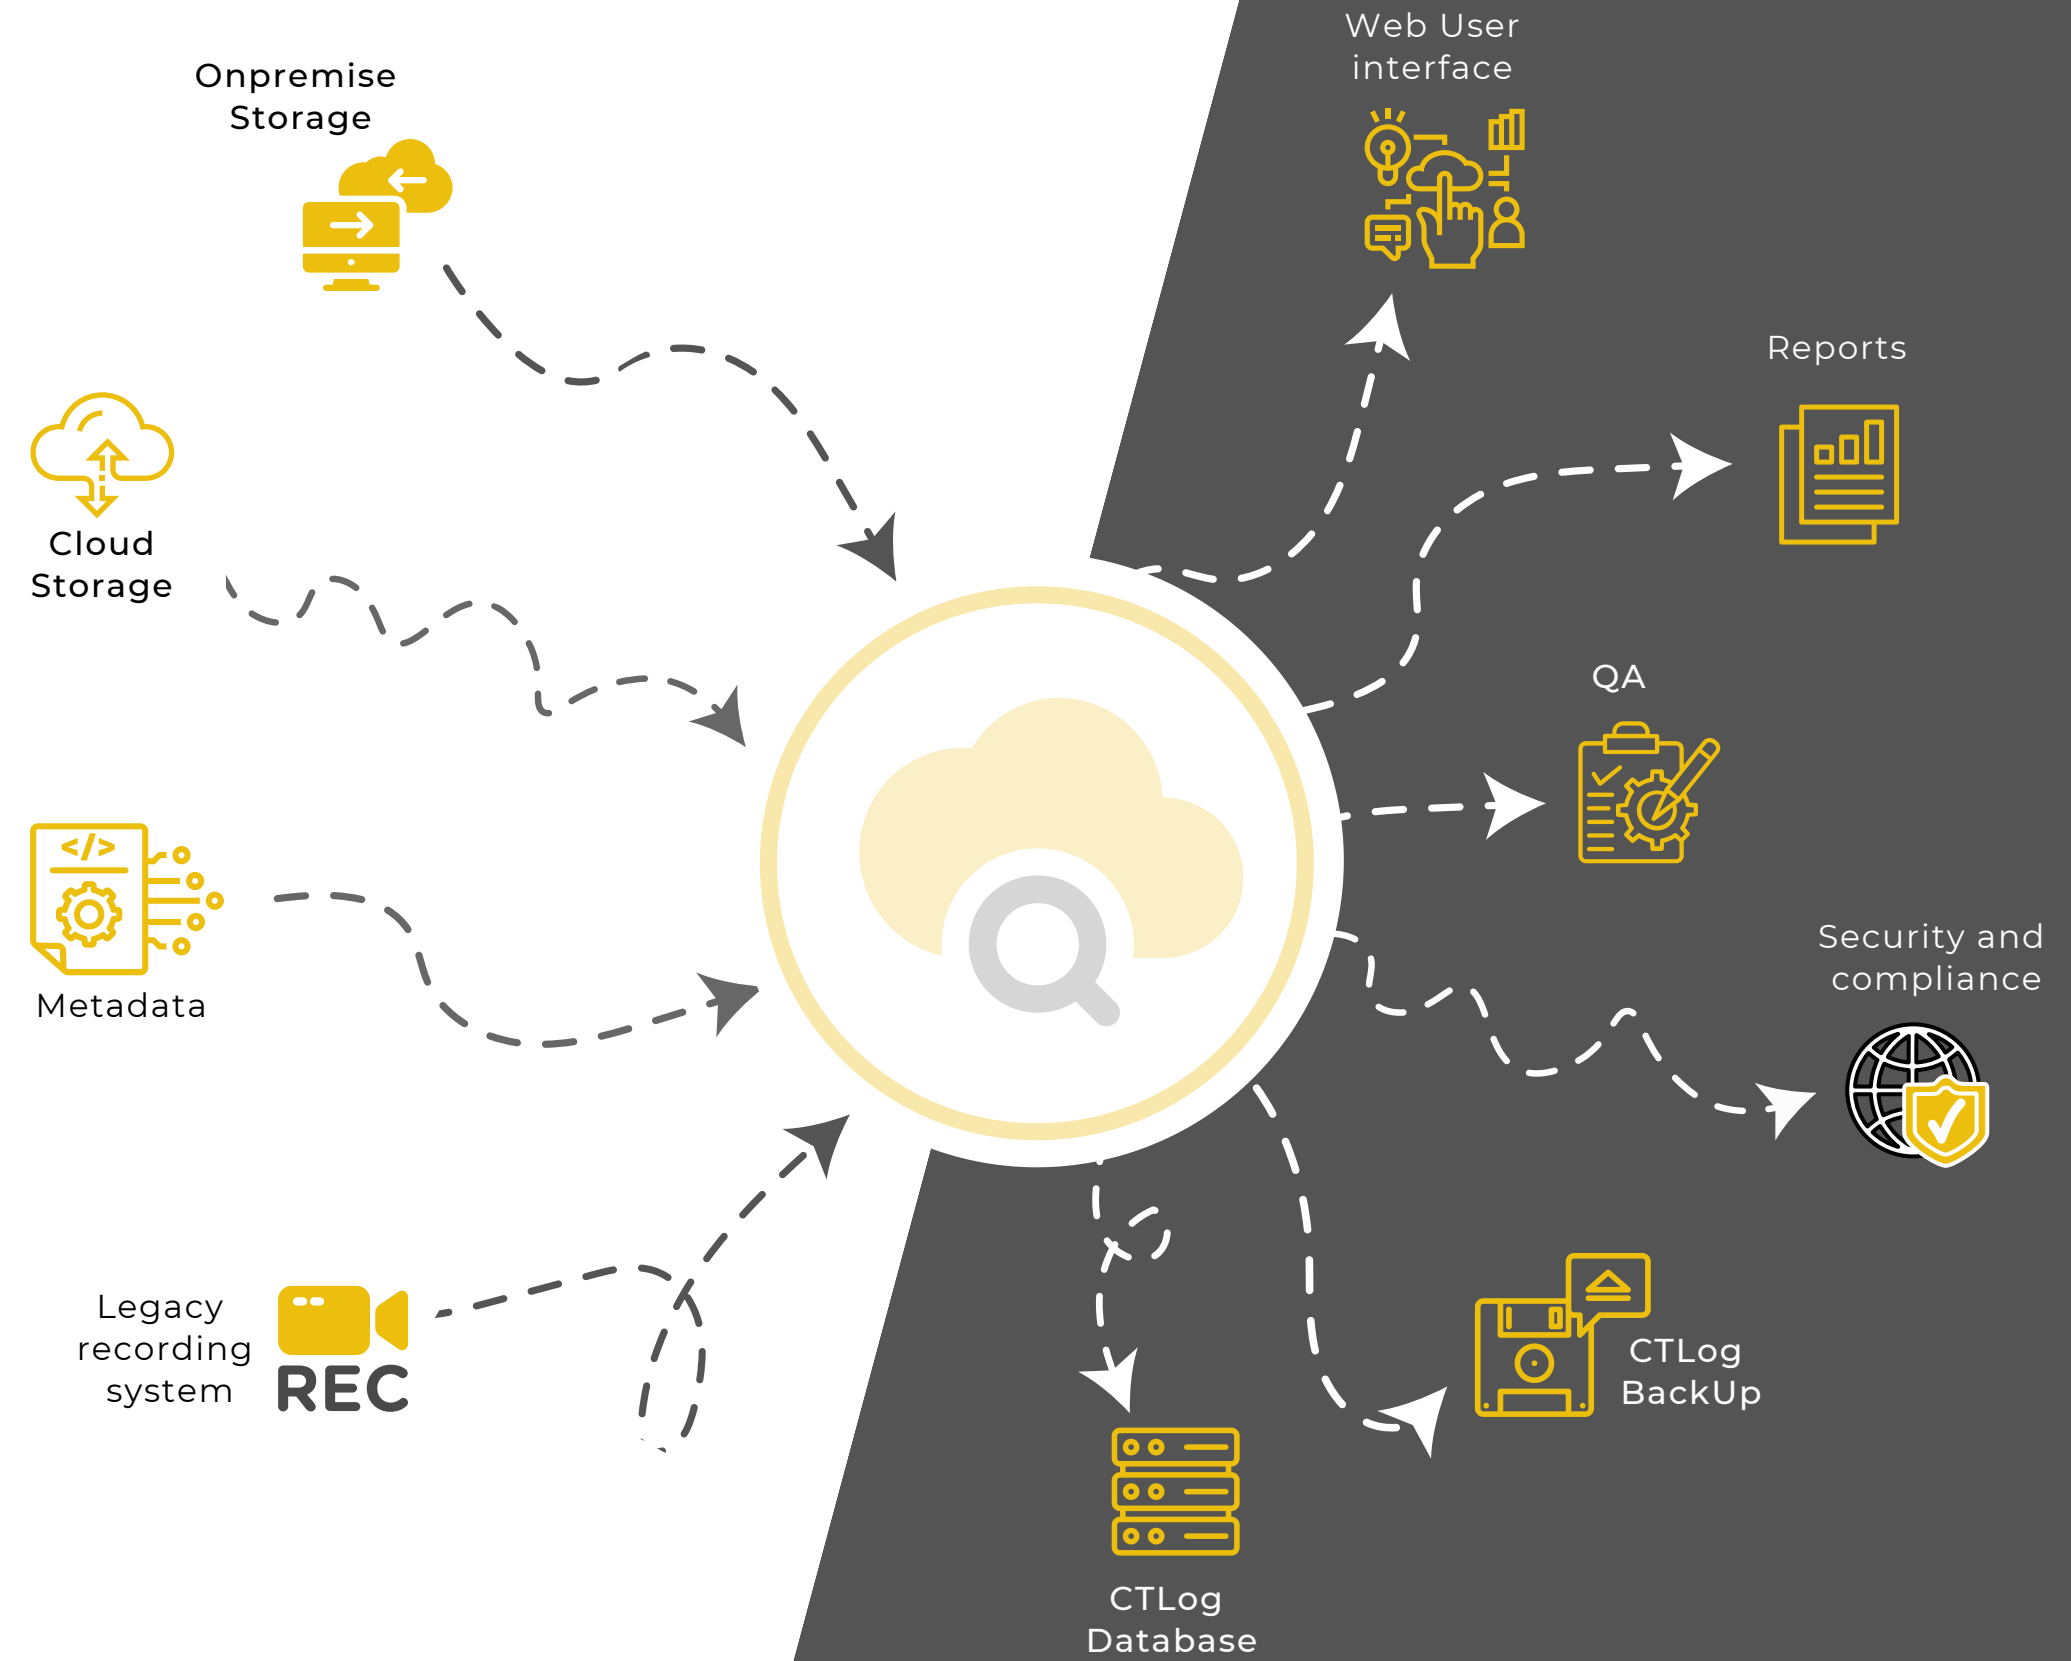 Onpremise
Storage
Cloud
Storage
</>
Metadata
Legacy
recording
system
REC
Web User
interface
Reports
QA
Security and
compliance
CTLog
BackUp
CTLog
Database